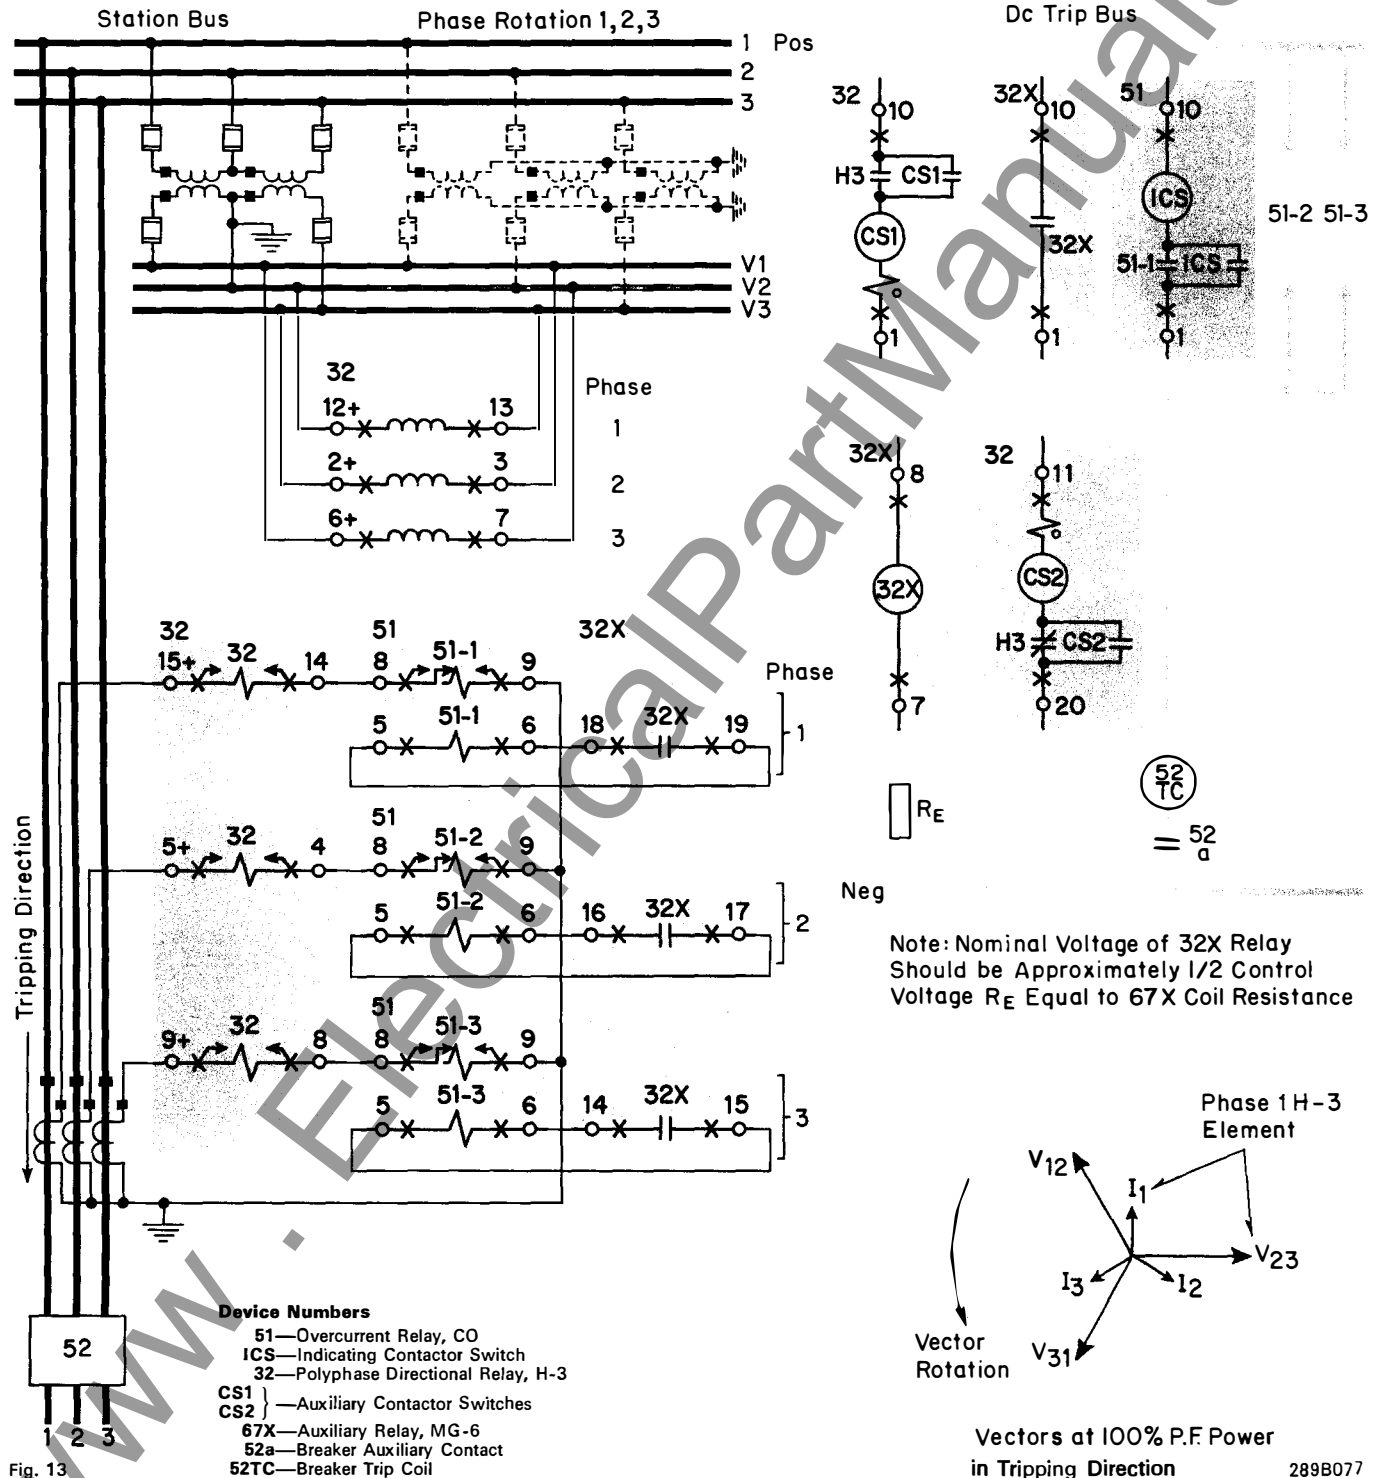 Station Bus
Phase Rotation 1,2,3
Dc Trip Bus
1 Pos
2
3
V1
V2
V3
32
10
H3
CS1
CS1
1
32X
10
32X
1
51
10
ICS
51-1
ICS
1
51-2 51-3
32
Phase
12+
13
1
2+
3
2
6+
7
3
32X
8
32X
7
32
11
CS2
H3
CS2
20
32
15+
32
14
51
8
51-1
9
32X
Phase
5
51-1
6
18
32X
19
1
5+
32
4
51
8
51-2
9
5
51-2
6
16
32X
17
2
9+
32
8
51
8
51-3
9
5
51-3
6
14
32X
15
3
Tripping Direction
RE
52
TC
52
a
Neg
Note: Nominal Voltage of 32X Relay
Should be Approximately 1/2 Control
Voltage RE Equal to 67X Coil Resistance
Phase 1 H-3
Element
V12
I1
V23
I3
I2
V31
Vector
Rotation
Vectors at 100% P.F. Power
in Tripping Direction
289B077
52
1 2 3
Device Numbers
51—Overcurrent Relay, CO
ICS—Indicating Contactor Switch
32—Polyphase Directional Relay, H-3
CS1
CS2 } —Auxiliary Contactor Switches
67X—Auxiliary Relay, MG-6
52a—Breaker Auxiliary Contact
52TC—Breaker Trip Coil
Fig. 13
www.ElectricalPartManuals